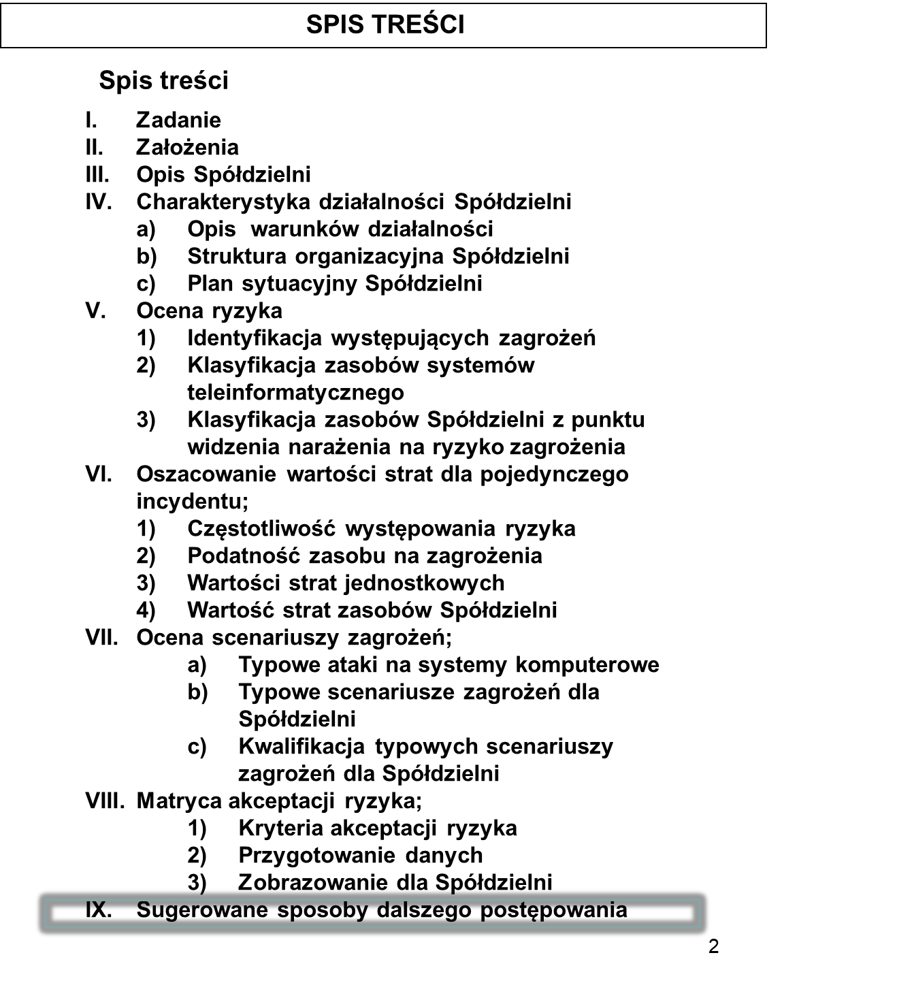 SPIS TREŚCI
Spis treści
I. Zadanie
II. Założenia
III. Opis Spółdzielni
IV. Charakterystyka działalności Spółdzielni
a) Opis warunków działalności
b) Struktura organizacyjna Spółdzielni
c) Plan sytuacyjny Spółdzielni
V. Ocena ryzyka
1) Identyfikacja występujących zagrożeń
2) Klasyfikacja zasobów systemów
teleinformatycznego
3) Klasyfikacja zasobów Spółdzielni z punktu
widzenia narażenia na ryzyko zagrożenia
VI. Oszacowanie wartości strat dla pojedynczego
incydentu;
1) Częstotliwość występowania ryzyka
2) Podatność zasobu na zagrożenia
3) Wartości strat jednostkowych
4) Wartość strat zasobów Spółdzielni
VII. Ocena scenariuszy zagrożeń;
a) Typowe ataki na systemy komputerowe
b) Typowe scenariusze zagrożeń dla
Spółdzielni
c) Kwalifikacja typowych scenariuszy
zagrożeń dla Spółdzielni
VIII. Matryca akceptacji ryzyka;
1) Kryteria akceptacji ryzyka
2) Przygotowanie danych
3) Zobrazowanie dla Spółdzielni
IX. Sugerowane sposoby dalszego postępowania
2